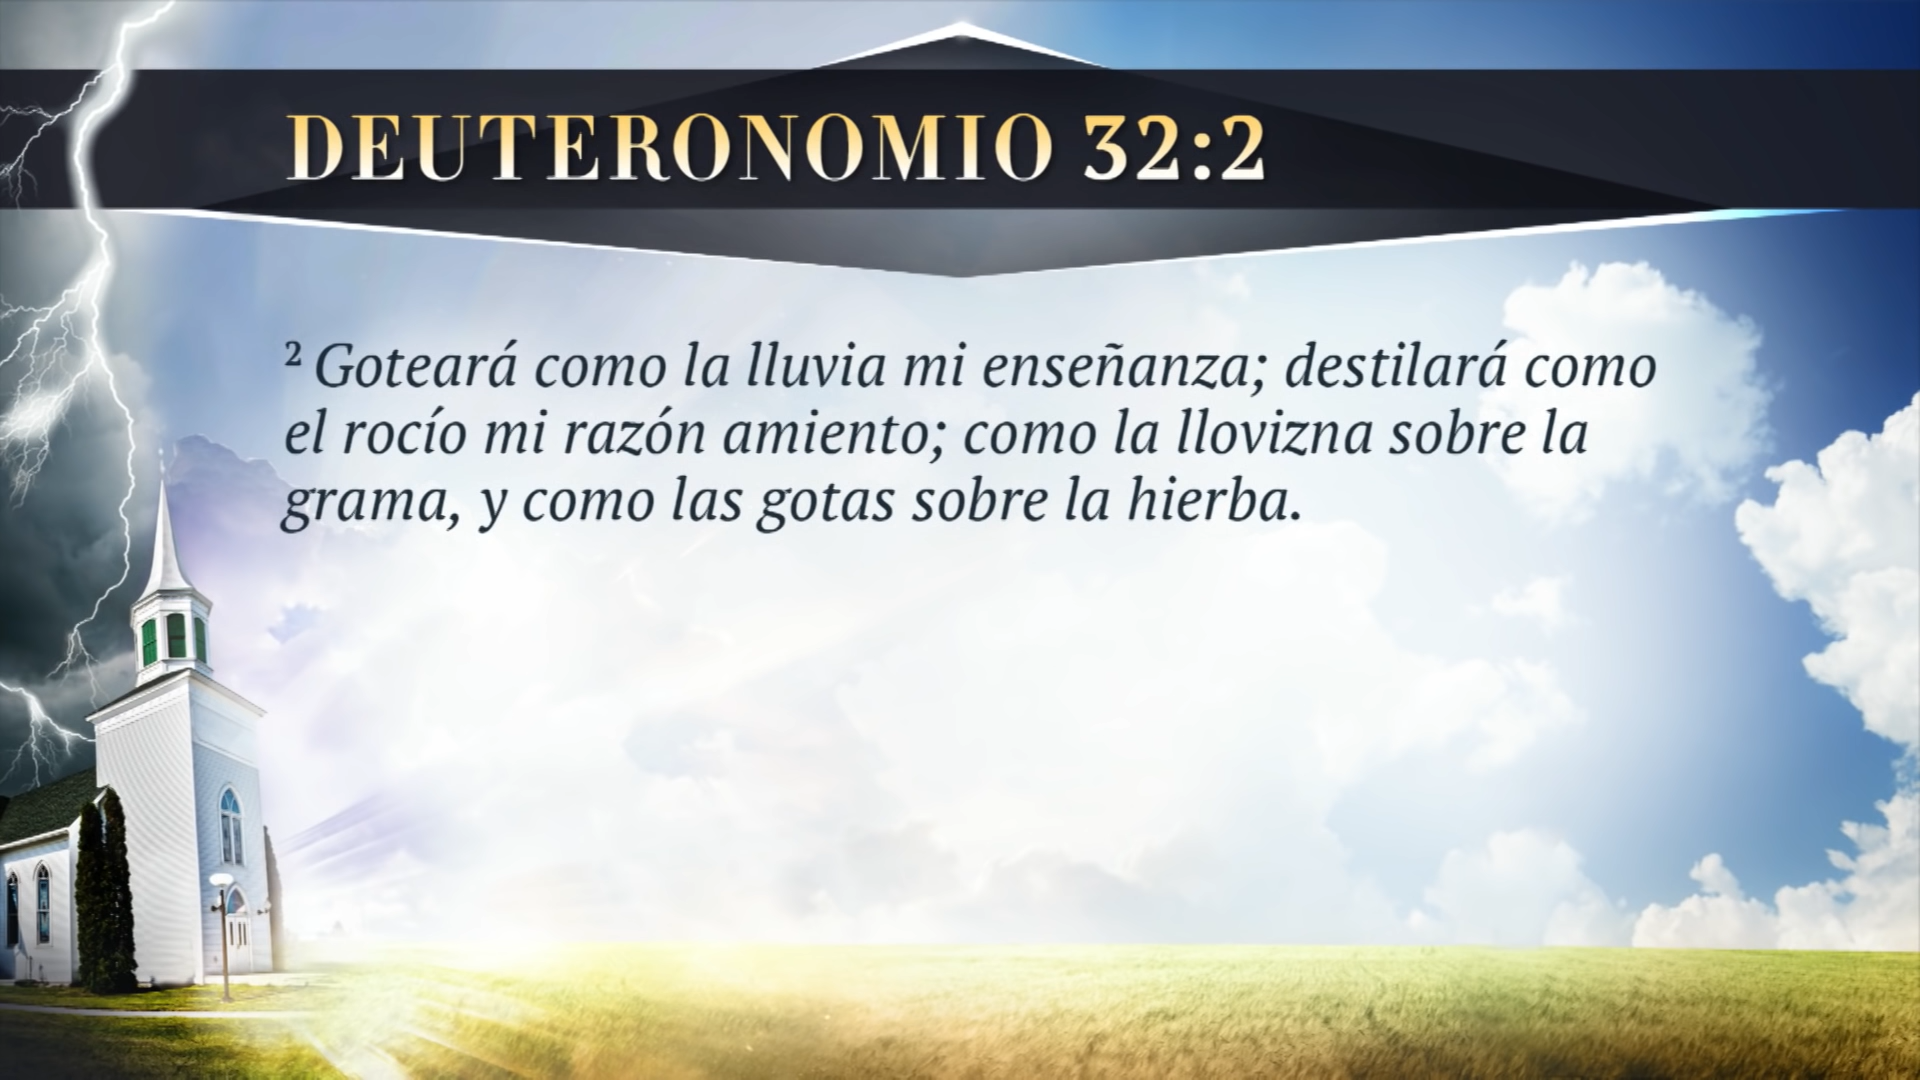 DEUTERONOMIO 32:2
² Goteará como la lluvia mi enseñanza; destilará como
el rocío mi razón amiento; como la llovizna sobre la
grama, y como las gotas sobre la hierba.